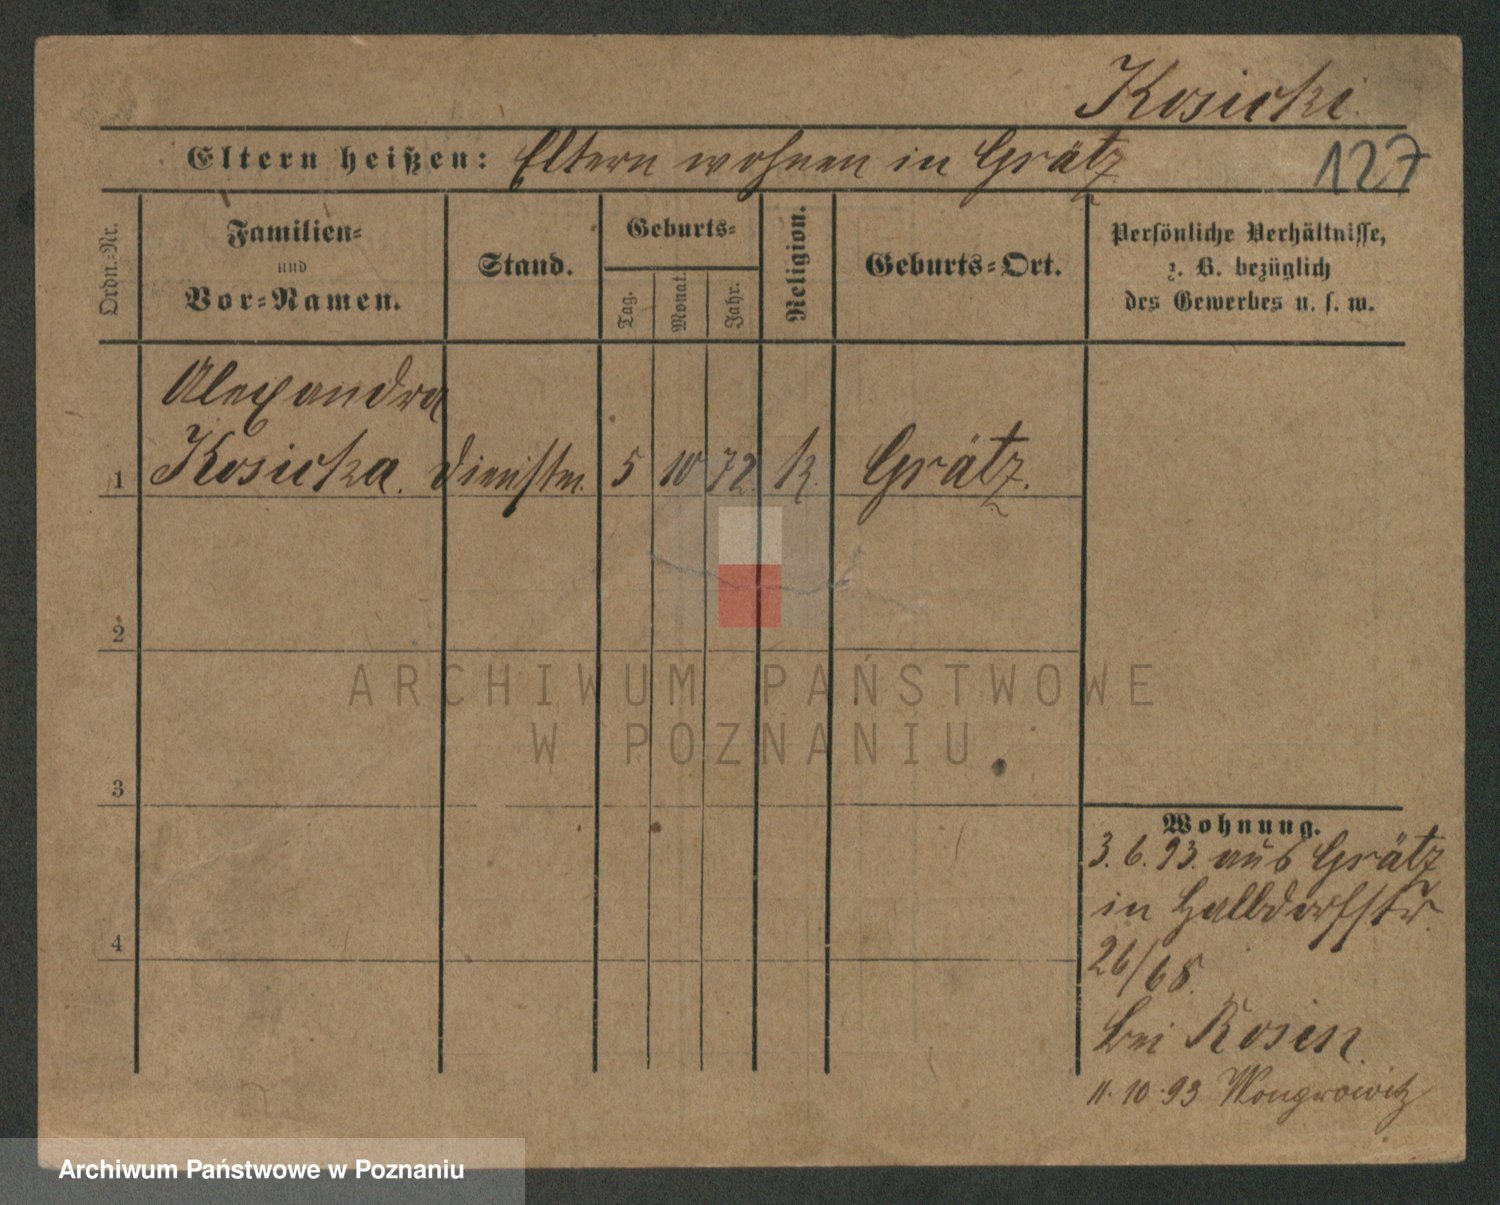 Kosicki.
Eltern heißen: Eltern wohnen in Grätz
127
Ordn.-Nr.
Familien-
und
Vor-Namen.
Stand.
Geburts-
Tag.
Monat.
Jahr.
Religion.
Geburts-Ort.
Persönliche Verhältnisse,
z. B. bezüglich
des Gewerbes u. s. w.
Alexandra
1 Kosicka. Dienstm. 5 10 72. k. Grätz.
2
3
4
ARCHIWUM PAŃSTWOWE
W POZNANIU
Wohnung.
3. 6. 93. aus Grätz
in Halbdorfstr.
26/68.
bei Rosen
11. 10. 93 Wongrowitz
Archiwum Państwowe w Poznaniu